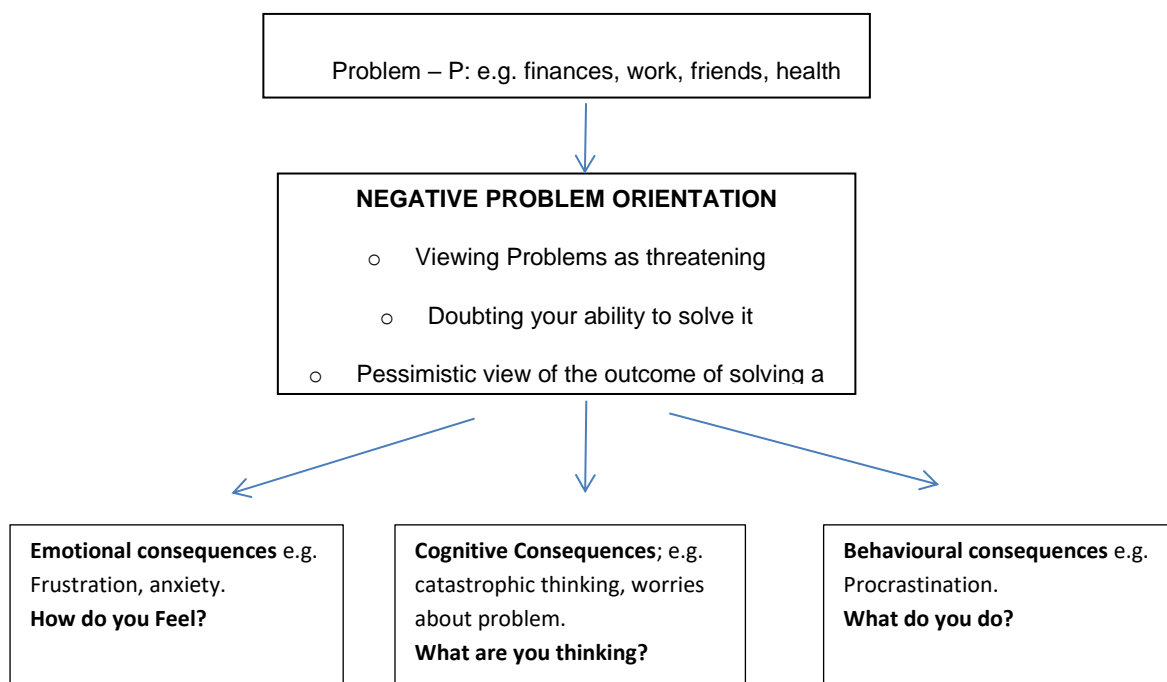 Problem – P: e.g. finances, work, friends, health
NEGATIVE PROBLEM ORIENTATION
o Viewing Problems as threatening
o Doubting your ability to solve it
o Pessimistic view of the outcome of solving a
Emotional consequences e.g.
Frustration, anxiety.
How do you Feel?
Cognitive Consequences; e.g.
catastrophic thinking, worries
about problem.
What are you thinking?
Behavioural consequences e.g.
Procrastination.
What do you do?